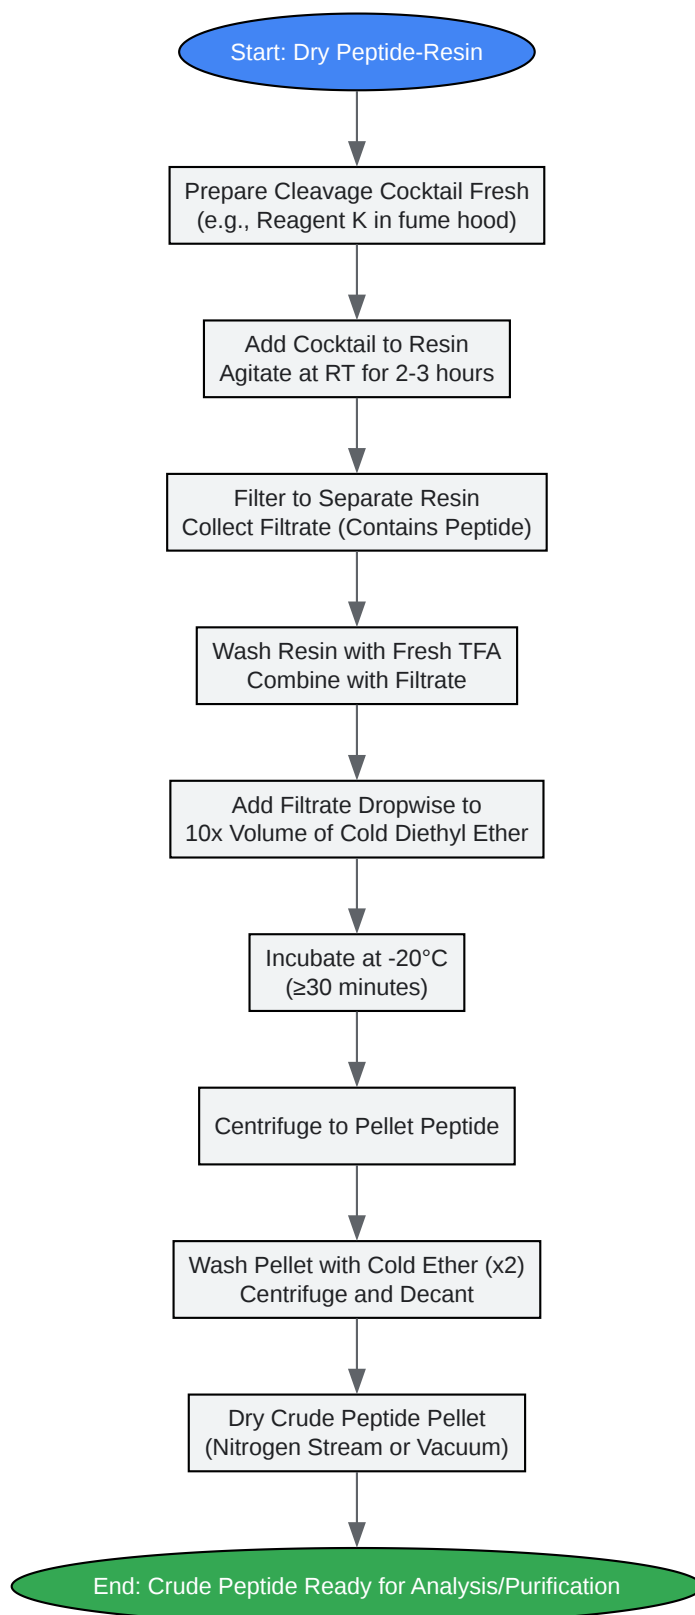 Start: Dry Peptide-Resin
Prepare Cleavage Cocktail Fresh
(e.g., Reagent K in fume hood)
Add Cocktail to Resin
Agitate at RT for 2-3 hours
Filter to Separate Resin
Collect Filtrate (Contains Peptide)
Wash Resin with Fresh TFA
Combine with Filtrate
Add Filtrate Dropwise to
10x Volume of Cold Diethyl Ether
Incubate at -20°C
(≥30 minutes)
Centrifuge to Pellet Peptide
Wash Pellet with Cold Ether (x2)
Centrifuge and Decant
Dry Crude Peptide Pellet
(Nitrogen Stream or Vacuum)
End: Crude Peptide Ready for Analysis/Purification